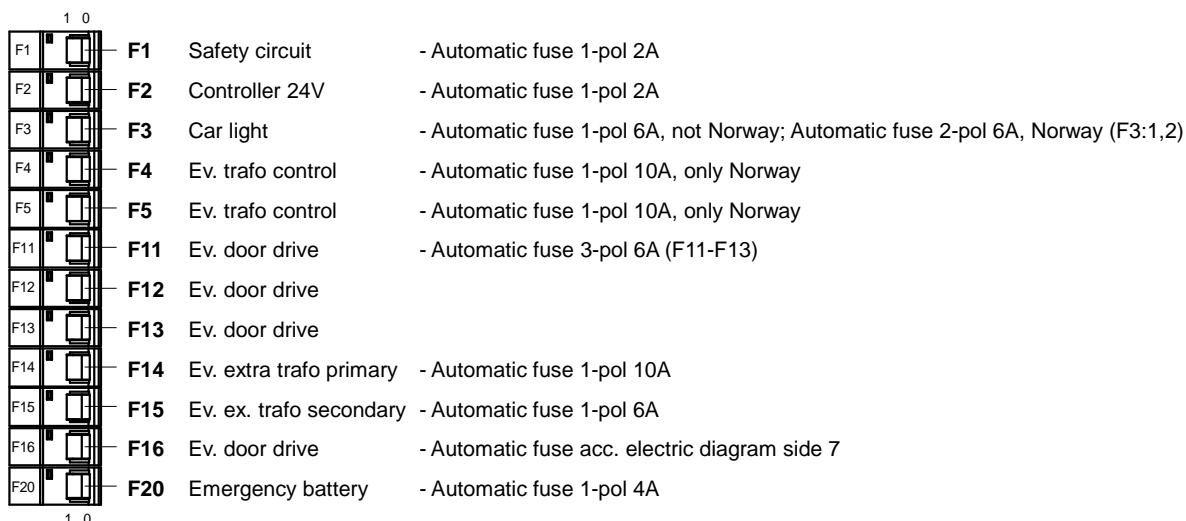 1 0
F1 F1 Safety circuit - Automatic fuse 1-pol 2A
F2 F2 Controller 24V - Automatic fuse 1-pol 2A
F3 F3 Car light - Automatic fuse 1-pol 6A, not Norway; Automatic fuse 2-pol 6A, Norway (F3:1,2)
F4 F4 Ev. trafo control - Automatic fuse 1-pol 10A, only Norway
F5 F5 Ev. trafo control - Automatic fuse 1-pol 10A, only Norway
F11 F11 Ev. door drive - Automatic fuse 3-pol 6A (F11-F13)
F12 F12 Ev. door drive
F13 F13 Ev. door drive
F14 F14 Ev. extra trafo primary - Automatic fuse 1-pol 10A
F15 F15 Ev. ex. trafo secondary - Automatic fuse 1-pol 6A
F16 F16 Ev. door drive - Automatic fuse acc. electric diagram side 7
F20 F20 Emergency battery - Automatic fuse 1-pol 4A
1 0